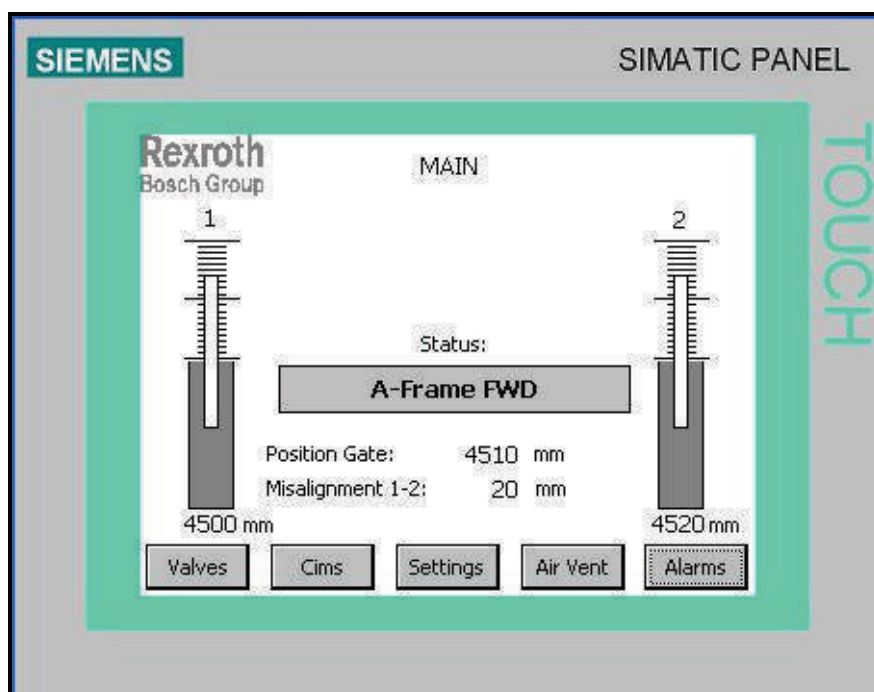 SIEMENS
SIMATIC PANEL
TOUCH
Rexroth
Bosch Group
MAIN
1
2
Status:
A-Frame FWD
Position Gate: 4510 mm
Misalignment 1-2: 20 mm
4500 mm
4520 mm
Valves
Cims
Settings
Air Vent
Alarms